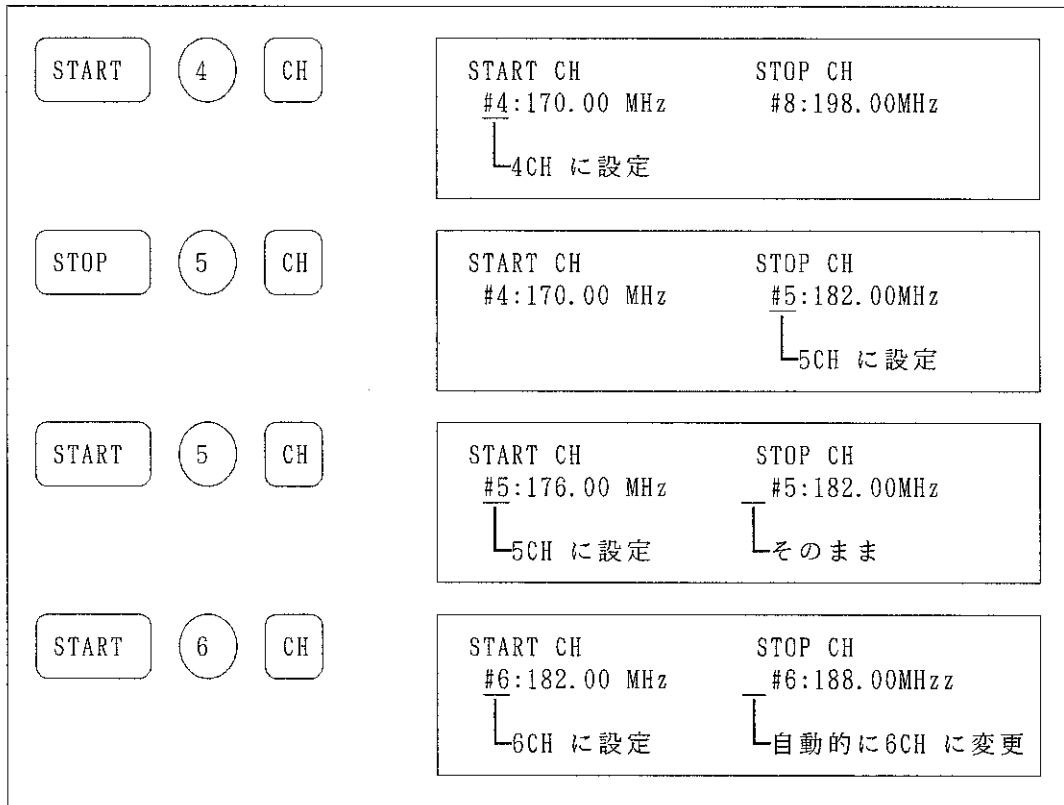 START 4 CH
START CH STOP CH
#4:170.00 MHz #8:198.00MHz
4CH に設定
STOP 5 CH
START CH STOP CH
#4:170.00 MHz #5:182.00MHz
5CH に設定
START 5 CH
START CH STOP CH
#5:176.00 MHz #5:182.00MHz
5CH に設定 そのまま
START 6 CH
START CH STOP CH
#6:182.00 MHz #6:188.00MHzz
6CH に設定 自動的に6CH に変更